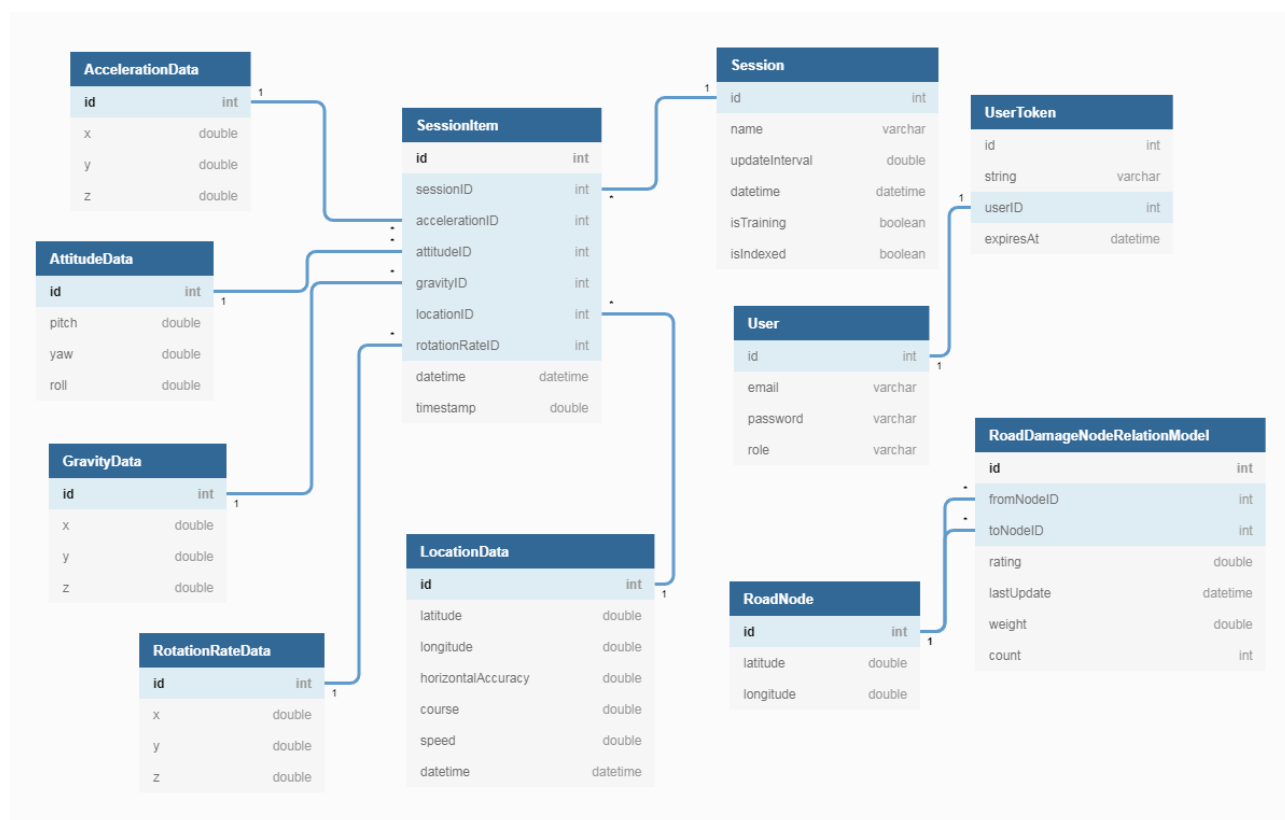 AccelerationData
id int
x double
y double
z double
AttitudeData
id int
pitch double
yaw double
roll double
GravityData
id int
x double
y double
z double
RotationRateData
id int
x double
y double
z double
SessionItem
id int
sessionID int
accelerationID int
attitudeID int
gravityID int
locationID int
rotationRateID int
datetime datetime
timestamp double
LocationData
id int
latitude double
longitude double
horizontalAccuracy double
course double
speed double
datetime datetime
Session
id int
name varchar
updateInterval double
datetime datetime
isTraining boolean
isIndexed boolean
UserToken
id int
string varchar
userID int
expiresAt datetime
User
id int
email varchar
password varchar
role varchar
RoadDamageNodeRelationModel
id int
fromNodeID int
toNodeID int
rating double
lastUpdate datetime
weight double
count int
RoadNode
id int
latitude double
longitude double
1
*
*
1
*
1
*
1
1
*
*
1
1
1
*
*
1